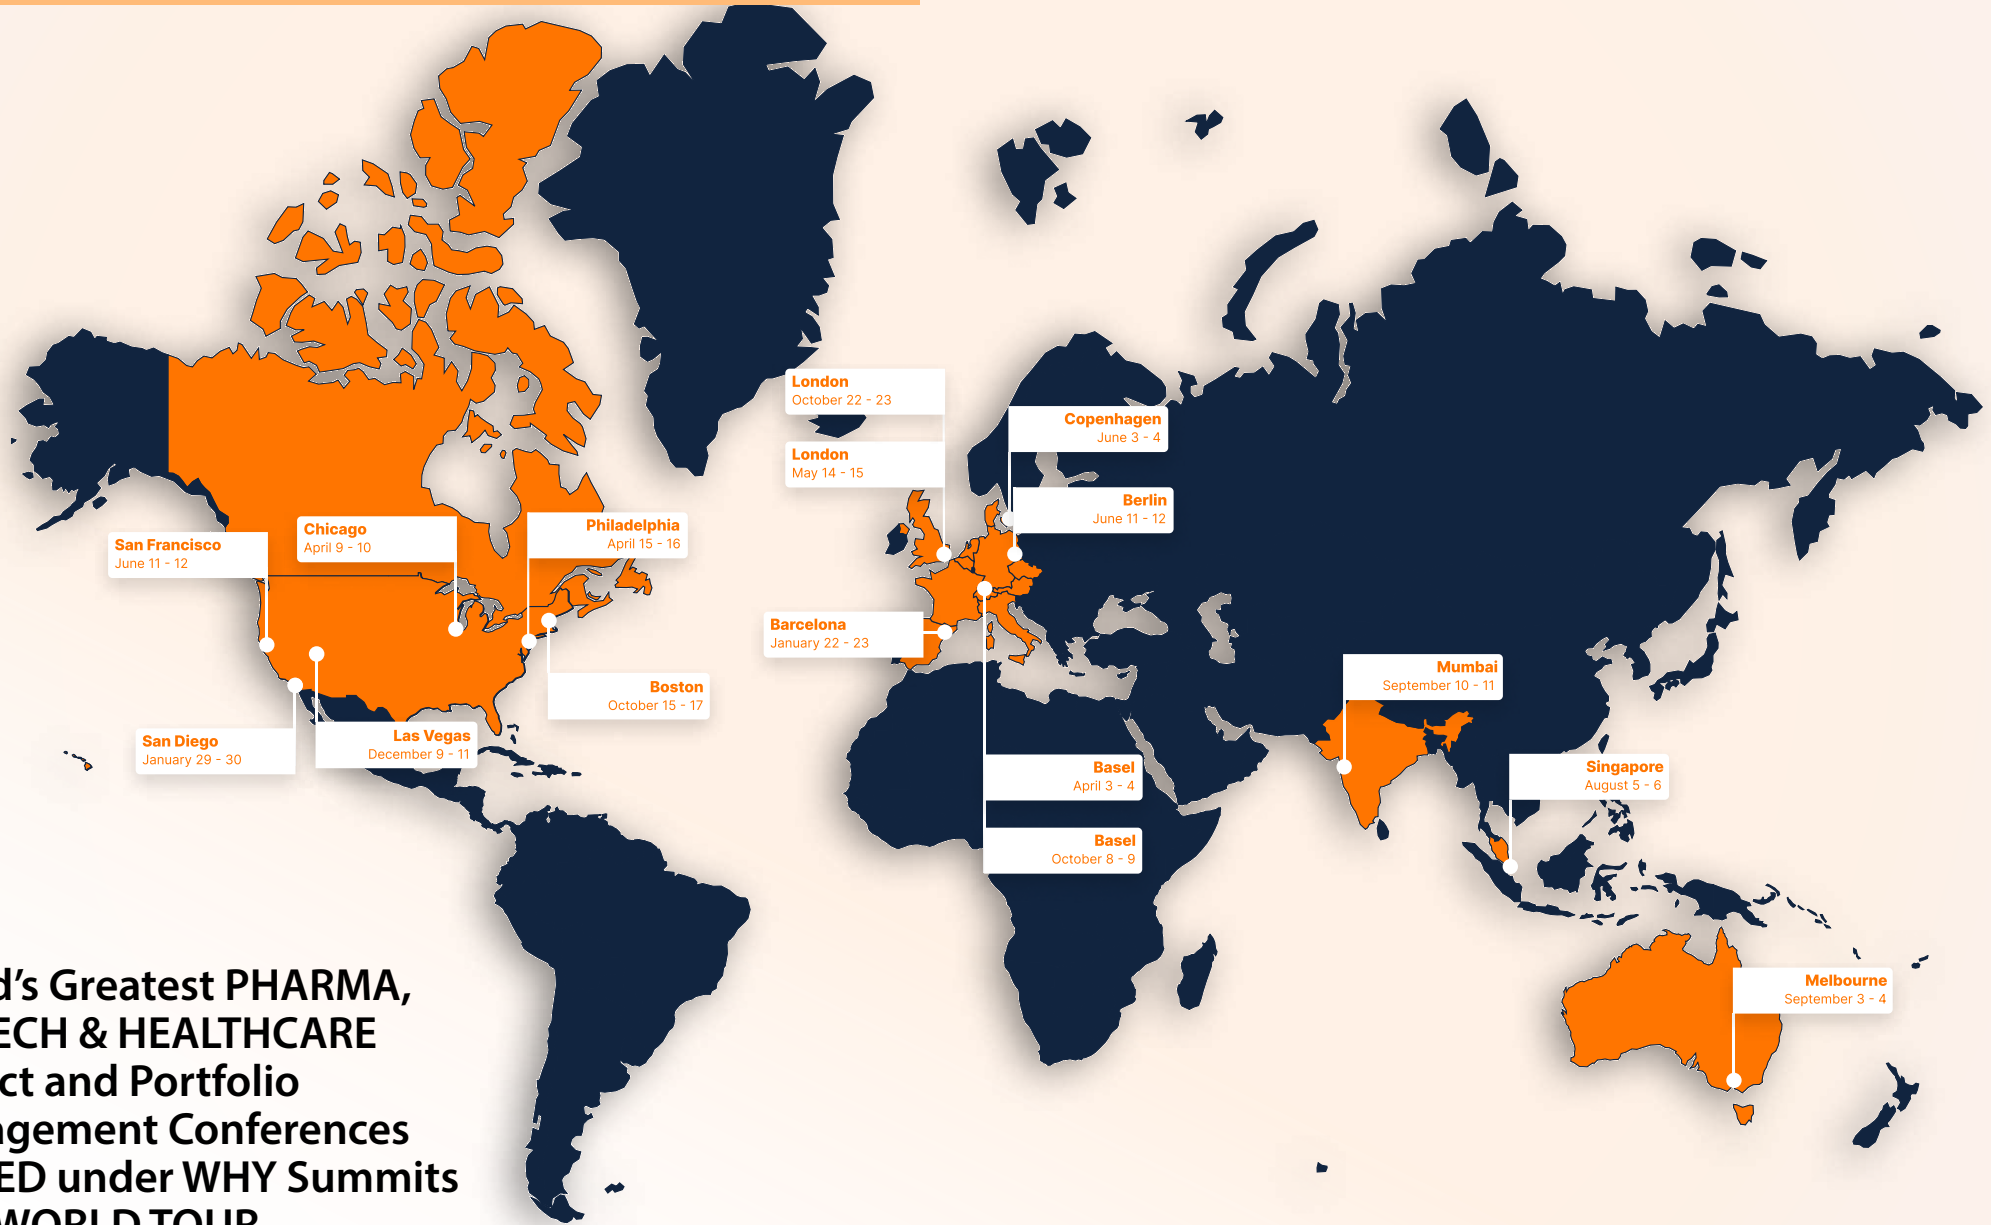 London
October 22 - 23
London
May 14 - 15
Copenhagen
June 3 - 4
Berlin
June 11 - 12
San Francisco
June 11 - 12
Chicago
April 9 - 10
Philadelphia
April 15 - 16
Barcelona
January 22 - 23
Boston
October 15 - 17
San Diego
January 29 - 30
Las Vegas
December 9 - 11
Basel
April 3 - 4
Basel
October 8 - 9
Mumbai
September 10 - 11
Singapore
August 5 - 6
Melbourne
September 3 - 4
d's Greatest PHARMA,
ECH & HEALTHCARE
ct and Portfolio
agement Conferences
ED under WHY Summits
WORLD TOUR